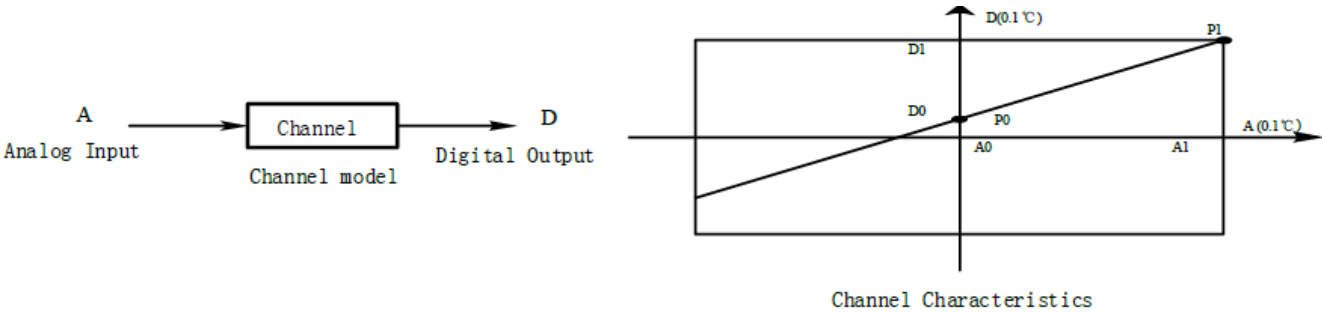 A
Analog Input
Channel
Channel model
D
Digital Output
D(0.1℃)
P1
D1
D0
P0
A(0.1℃)
A0
A1
Channel Characteristics